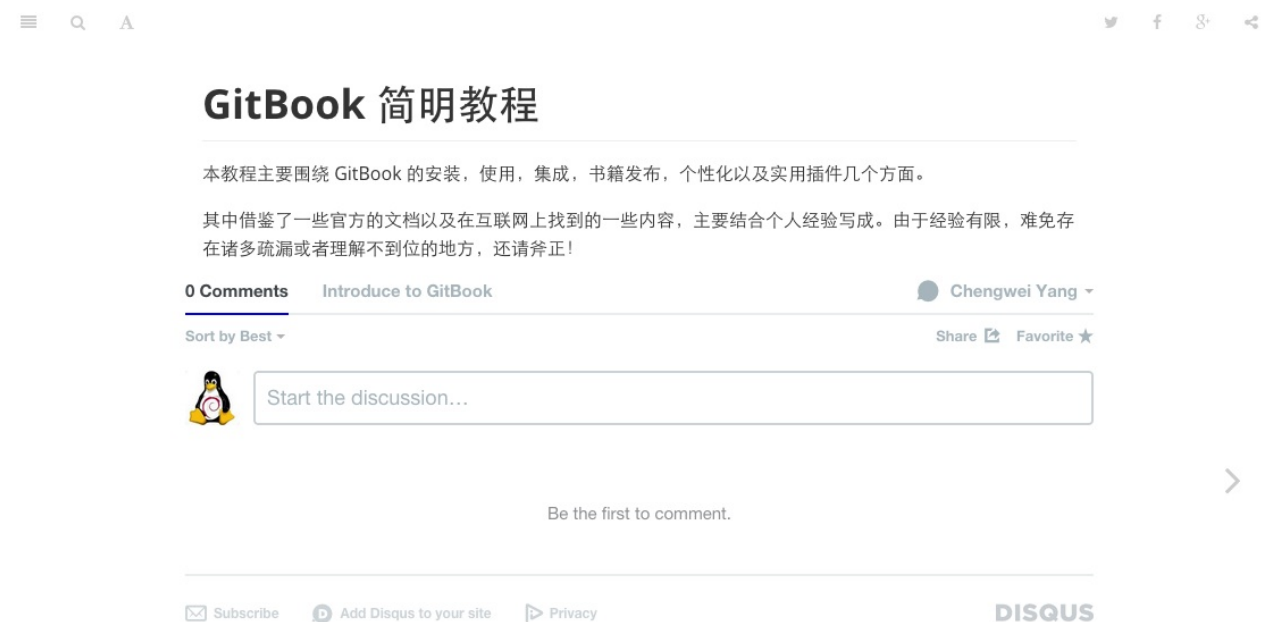 A
GitBook 简明教程
本教程主要围绕 GitBook 的安装，使用，集成，书籍发布，个性化以及实用插件几个方面。
其中借鉴了一些官方的文档以及在互联网上找到的一些内容，主要结合个人经验写成。由于经验有限，难免存
在诸多疏漏或者理解不到位的地方，还请斧正！
0 Comments Introduce to GitBook Chengwei Yang
Sort by Best Share Favorite
Start the discussion…
Be the first to comment.
Subscribe Add Disqus to your site Privacy DISQUS